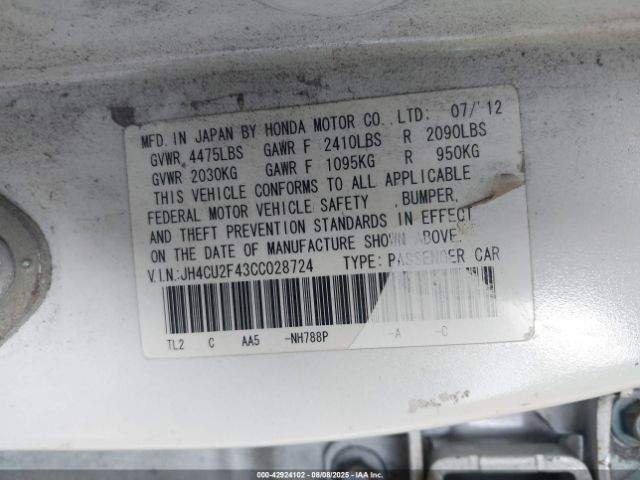 MFD. IN JAPAN BY HONDA MOTOR CO., LTD: 07/12
GVWR 4475LBS GAWR F 2410LBS R 2090LBS
GVWR 2030KG GAWR F 1095KG R 950KG
THIS VEHICLE CONFORMS TO ALL APPLICABLE
FEDERAL MOTOR VEHICLE SAFETY ,BUMPER,
AND THEFT PREVENTION STANDARDS IN EFFECT
ON THE DATE OF MANUFACTURE SHOWN ABOVE.
V.I.N:JH4CU2F43CC028724 TYPE: PASSENGER CAR
TL2 C AA5 -NH788P -A -C
000-42924102 - 08/08/2025 - IAAI.COM